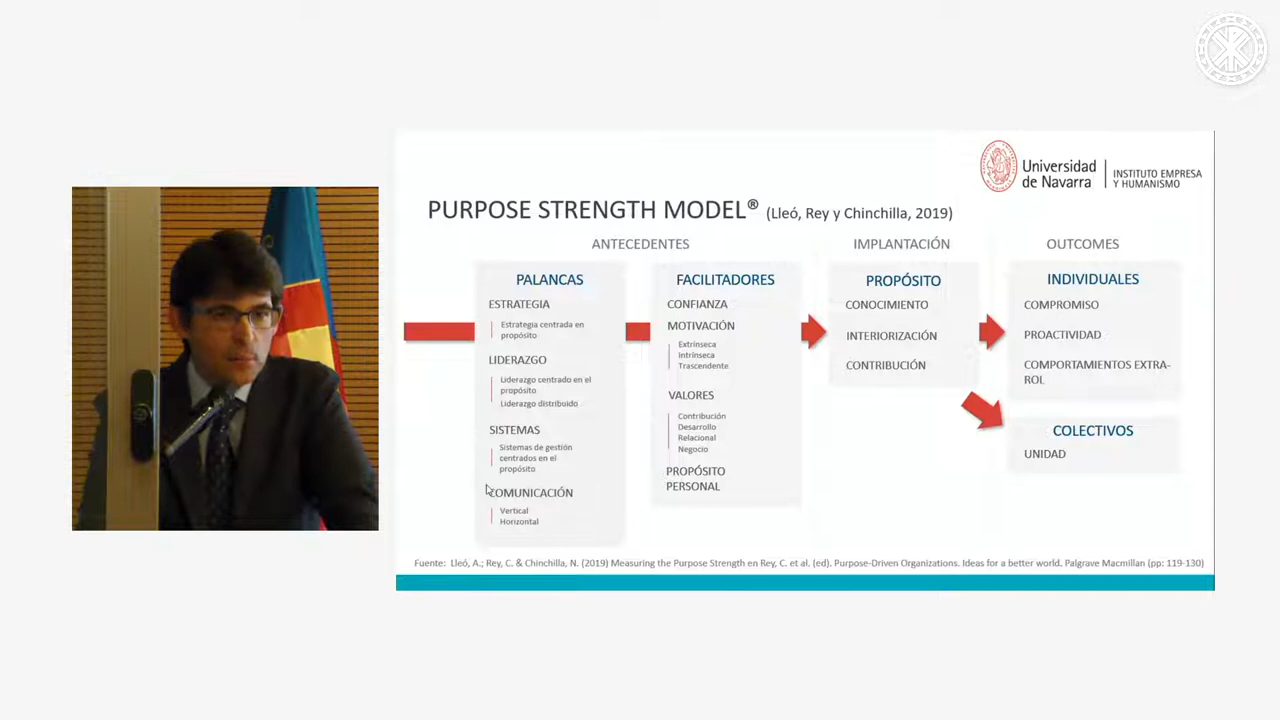 Universidad
de Navarra
INSTITUTO EMPRESA
Y HUMANISMO
PURPOSE STRENGTH MODEL® (Lleó, Rey y Chinchilla, 2019)
ANTECEDENTES
IMPLANTACIÓN
OUTCOMES
PALANCAS
ESTRATEGIA
Estrategia centrada en
propósito
LIDERAZGO
Liderazgo centrado en el
propósito
Liderazgo distribuido
SISTEMAS
Sistemas de gestión
centrados en el
propósito
COMUNICACIÓN
Vertical
Horizontal
FACILITADORES
CONFIANZA
MOTIVACIÓN
Extrínseca
Intrínseca
Trascendente
VALORES
Contribución
Desarrollo
Relacional
Negocio
PROPÓSITO
PERSONAL
PROPÓSITO
CONOCIMIENTO
INTERIORIZACIÓN
CONTRIBUCIÓN
INDIVIDUALES
COMPROMISO
PROACTIVIDAD
COMPORTAMIENTOS EXTRA-
ROL
COLECTIVOS
UNIDAD
Fuente: Lleó, A.; Rey, C. & Chinchilla, N. (2019) Measuring the Purpose Strength en Rey, C. et al. (ed). Purpose-Driven Organizations. Ideas for a better world. Palgrave Macmillan (pp: 119-130)